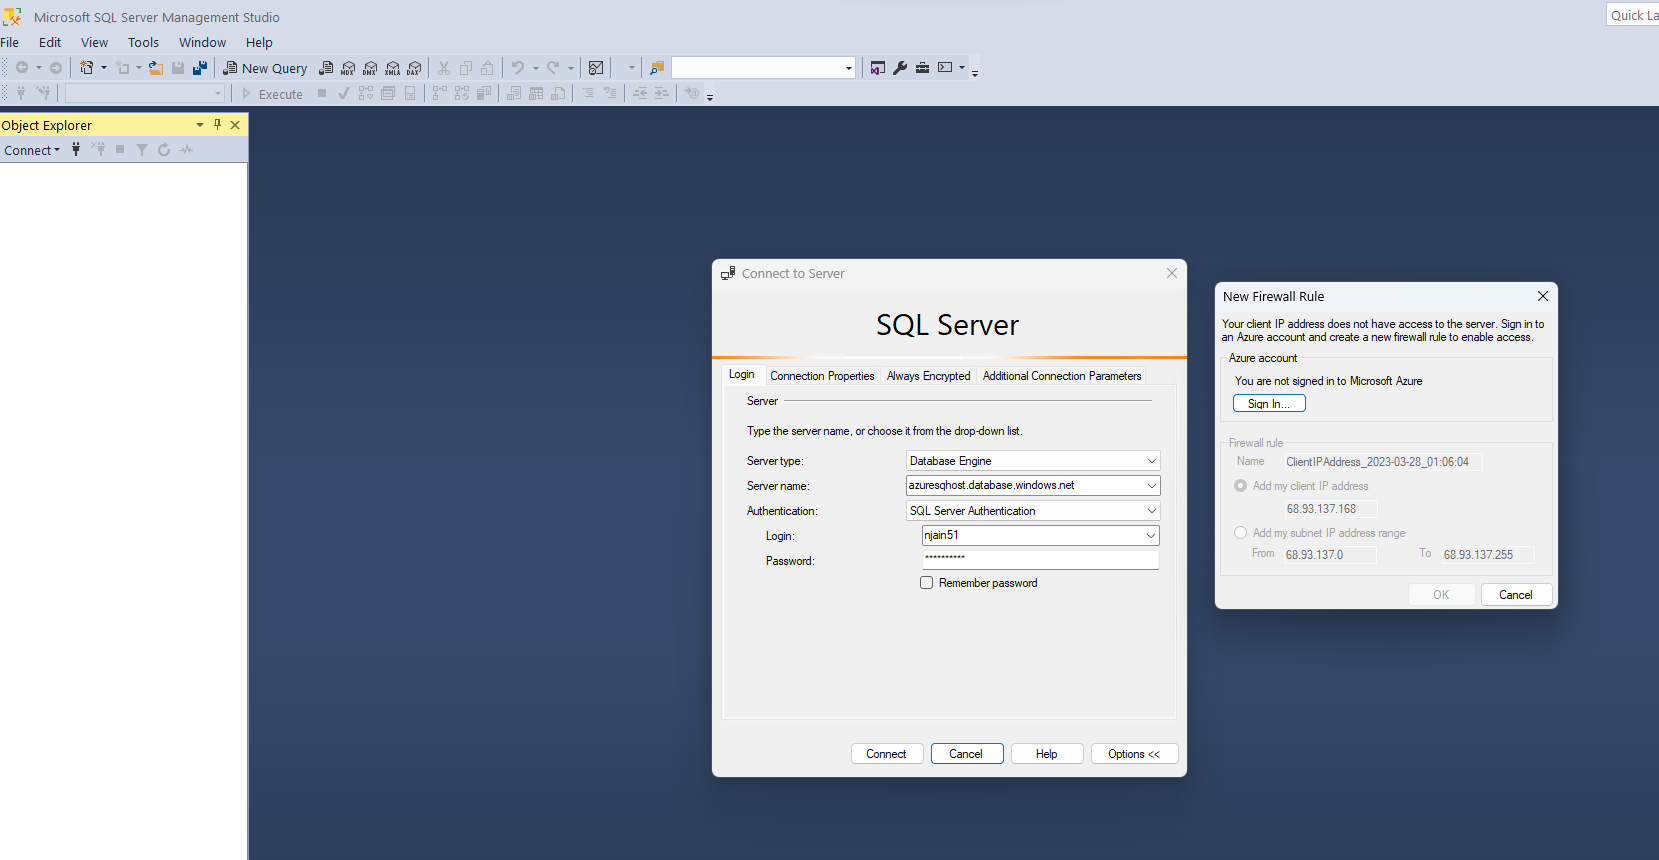 Microsoft SQL Server Management Studio
Quick La
File Edit View Tools Window Help
New Query MDX DMX XMLA DAX
Execute
Object Explorer
Connect
Connect to Server
SQL Server
Login Connection Properties Always Encrypted Additional Connection Parameters
Server
Type the server name, or choose it from the drop-down list.
Server type: Database Engine
Server name: azuresqhost.database.windows.net
Authentication: SQL Server Authentication
Login: njain51
Password: **********
Remember password
Connect Cancel Help Options <<
New Firewall Rule
Your client IP address does not have access to the server. Sign in to
an Azure account and create a new firewall rule to enable access.
Azure account
You are not signed in to Microsoft Azure
Sign In...
Firewall rule
Name ClientIPAddress_2023-03-28_01:06:04
Add my client IP address
68.93.137.168
Add my subnet IP address range
From 68.93.137.0 To 68.93.137.255
OK Cancel